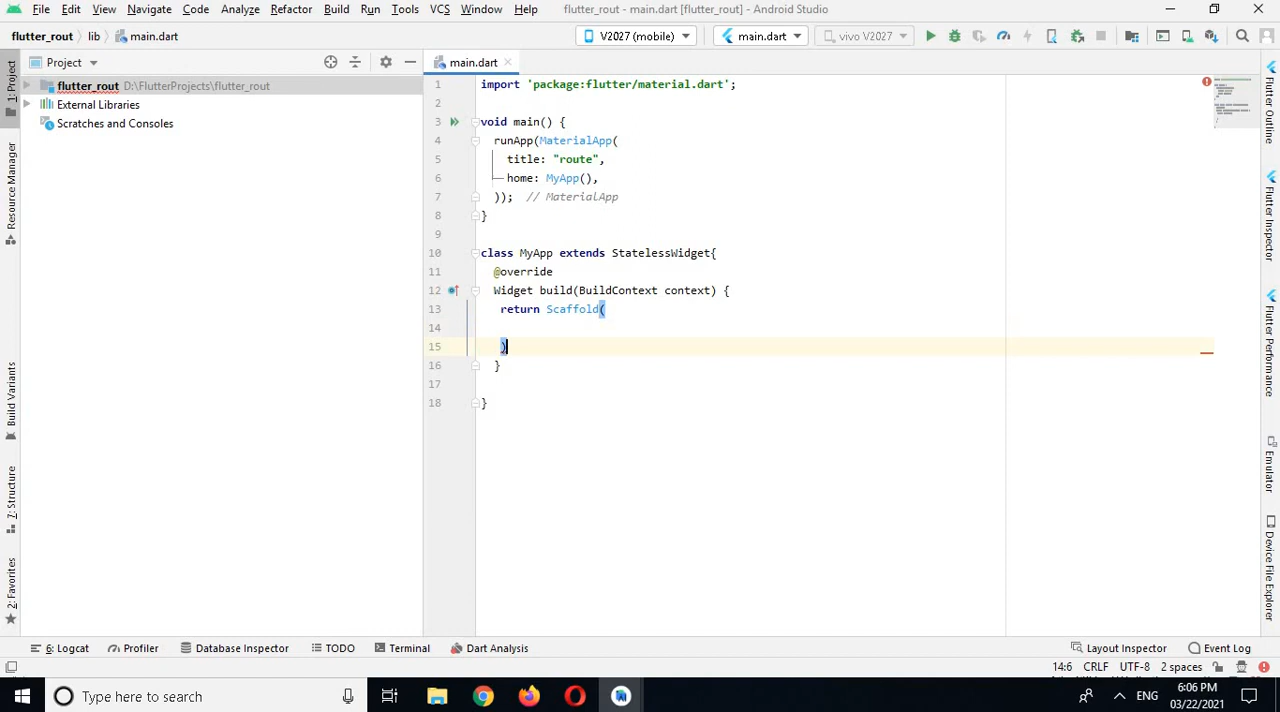 File Edit View Navigate Code Analyze Refactor Build Run Tools VCS Window Help flutter_rout - main.dart [flutter_rout] - Android Studio
flutter_rout lib main.dart V2027 (mobile) main.dart vivo V2027
Project main.dart
flutter_rout D:\FlutterProjects\flutter_rout
External Libraries
Scratches and Consoles
1: Project
Resource Manager
Build Variants
7: Structure
2: Favorites
1 import 'package:flutter/material.dart';
2
3 void main() {
4 runApp(MaterialApp(
5 title: "route",
6 home: MyApp(),
7 )); // MaterialApp
8 }
9
10 class MyApp extends StatelessWidget{
11 @override
12 Widget build(BuildContext context) {
13 return Scaffold(
14
15 )
16 }
17
18 }
Flutter Outline
Flutter Inspector
Flutter Performance
Emulator
Device File Explorer
6: Logcat Profiler Database Inspector TODO Terminal Dart Analysis Layout Inspector Event Log
14:6 CRLF UTF-8 2 spaces
Type here to search ENG 6:06 PM
03/22/2021